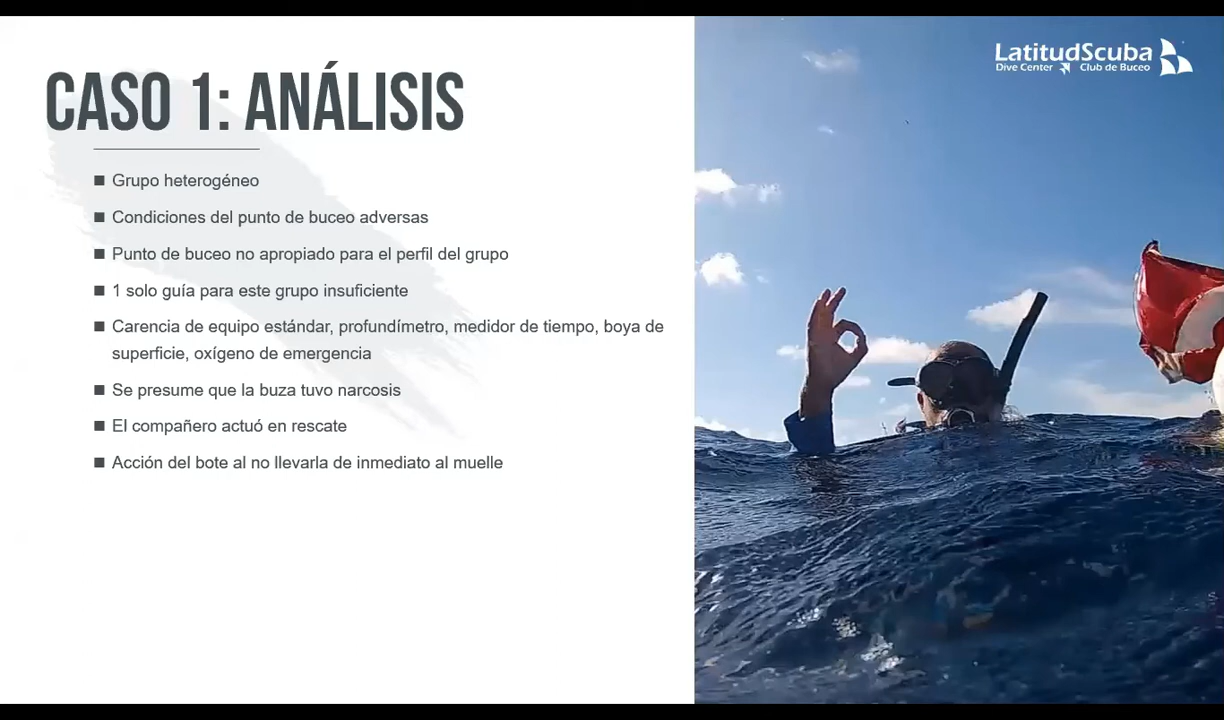 CASO 1: ANÁLISIS
Grupo heterogéneo
Condiciones del punto de buceo adversas
Punto de buceo no apropiado para el perfil del grupo
1 solo guía para este grupo insuficiente
Carencia de equipo estándar, profundímetro, medidor de tiempo, boya de
superficie, oxígeno de emergencia
Se presume que la buza tuvo narcosis
El compañero actuó en rescate
Acción del bote al no llevarla de inmediato al muelle
LatitudScuba
Dive Center Club de Buceo